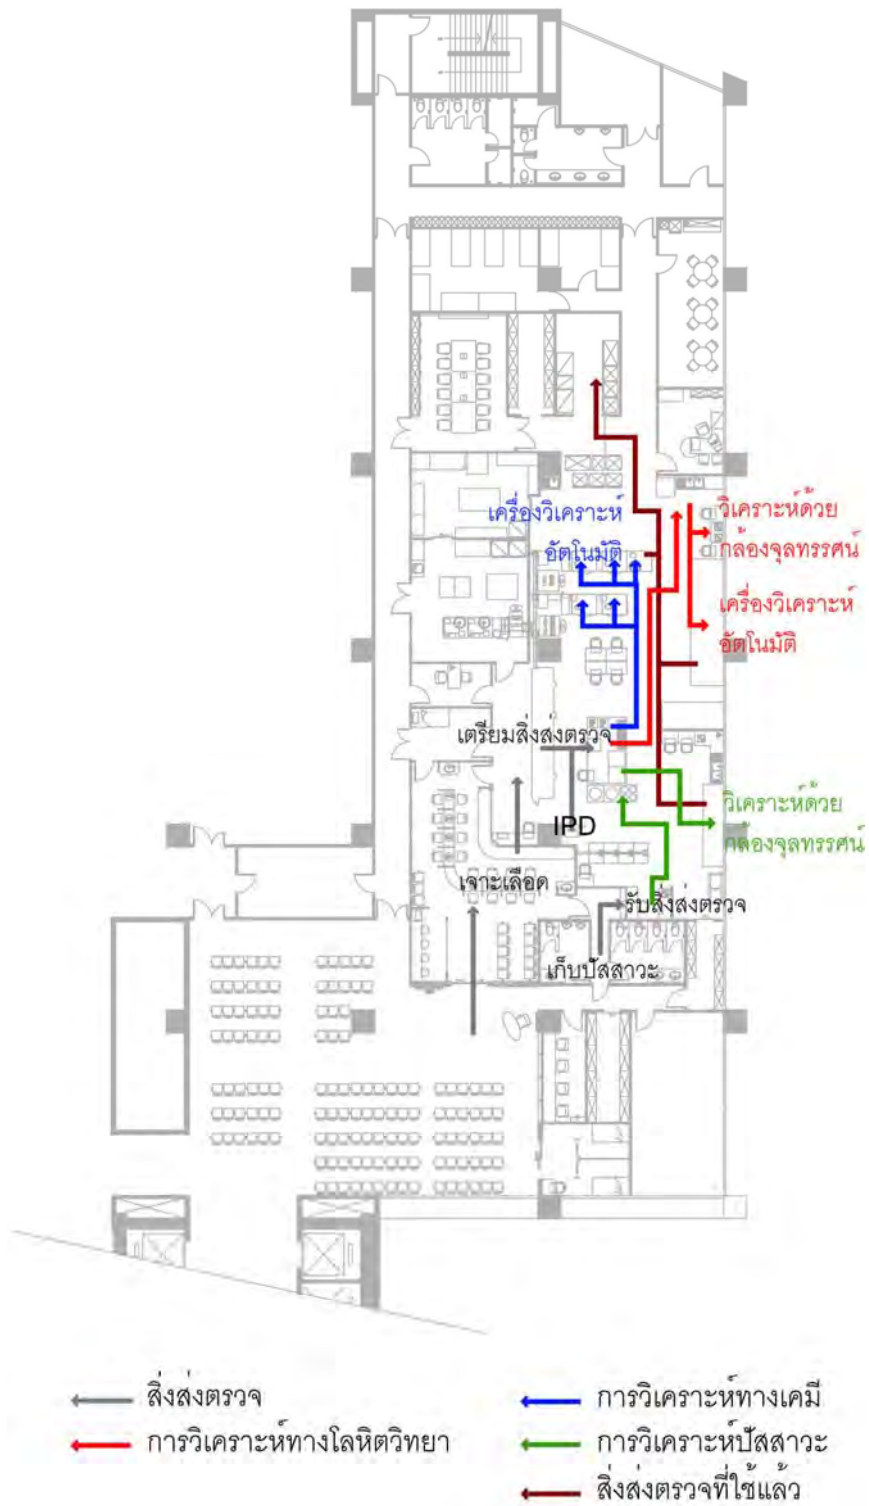 เครื่องวิเคราะห์
อัตโนมัติ
วิเคราะห์ด้วย
กล้องจุลทรรศน์
เครื่องวิเคราะห์
อัตโนมัติ
เตรียมสิ่งส่งตรวจ
วิเคราะห์ด้วย
กล้องจุลทรรศน์
IPD
เจาะเลือด
รับสิ่งส่งตรวจ
เก็บปัสสาวะ
สิ่งส่งตรวจ
การวิเคราะห์ทางโลหิตวิทยา
การวิเคราะห์ทางเคมี
การวิเคราะห์ปัสสาวะ
สิ่งส่งตรวจที่ใช้แล้ว